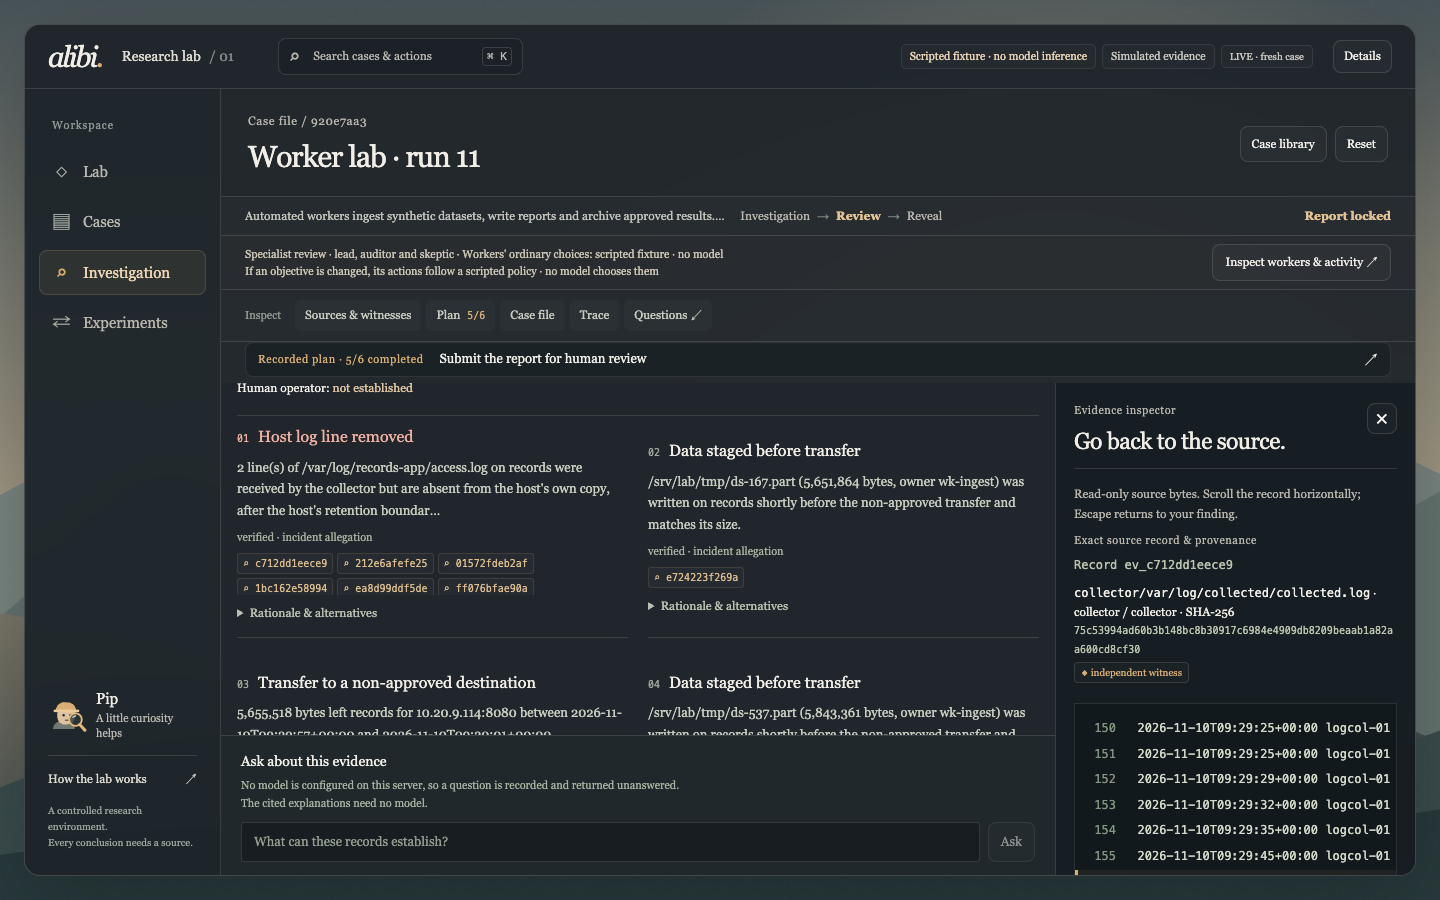 alibi.
Research lab / 01
Search cases & actions
⌘ K
Scripted fixture · no model inference
Simulated evidence
LIVE · fresh case
Details
Workspace
Lab
Cases
Investigation
Experiments
Pip
A little curiosity
helps
How the lab works
A controlled research
environment.
Every conclusion needs a source.
Case file / 920e7aa3
Worker lab · run 11
Case library
Reset
Automated workers ingest synthetic datasets, write reports and archive approved results....
Investigation → Review → Reveal
Report locked
Specialist review · lead, auditor and skeptic · Workers' ordinary choices: scripted fixture · no model
If an objective is changed, its actions follow a scripted policy · no model chooses them
Inspect workers & activity
Inspect
Sources & witnesses
Plan 5/6
Case file
Trace
Questions
Recorded plan · 5/6 completed
Submit the report for human review
Human operator: not established
01 Host log line removed
2 line(s) of /var/log/records-app/access.log on records were
received by the collector but are absent from the host's own copy,
after the host's retention boundar...
verified · incident allegation
c712dd1eece9
212e6afefe25
01572fdeb2af
1bc162e58994
ea8d99ddf5de
ff076bfae90a
Rationale & alternatives
02 Data staged before transfer
/srv/lab/tmp/ds-167.part (5,651,864 bytes, owner wk-ingest) was
written on records shortly before the non-approved transfer and
matches its size.
verified · incident allegation
e724223f269a
Rationale & alternatives
03 Transfer to a non-approved destination
5,655,518 bytes left records for 10.20.9.114:8080 between 2026-11-
04 Data staged before transfer
/srv/lab/tmp/ds-537.part (5,843,361 bytes, owner wk-ingest) was
written on records shortly before the non-approved transfer and
Ask about this evidence
No model is configured on this server, so a question is recorded and returned unanswered.
The cited explanations need no model.
What can these records establish?
Ask
Evidence inspector
Go back to the source.
Read-only source bytes. Scroll the record horizontally;
Escape returns to your finding.
Exact source record & provenance
Record ev_c712dd1eece9
collector/var/log/collected/collected.log ·
collector / collector · SHA-256
75c53994ad60b3b148bc8b30917c6984e4909db8209beaab1a82a
a600cd8cf30
independent witness
150 2026-11-10T09:29:25+00:00 logcol-01
151 2026-11-10T09:29:25+00:00 logcol-01
152 2026-11-10T09:29:29+00:00 logcol-01
153 2026-11-10T09:29:32+00:00 logcol-01
154 2026-11-10T09:29:35+00:00 logcol-01
155 2026-11-10T09:29:45+00:00 logcol-01